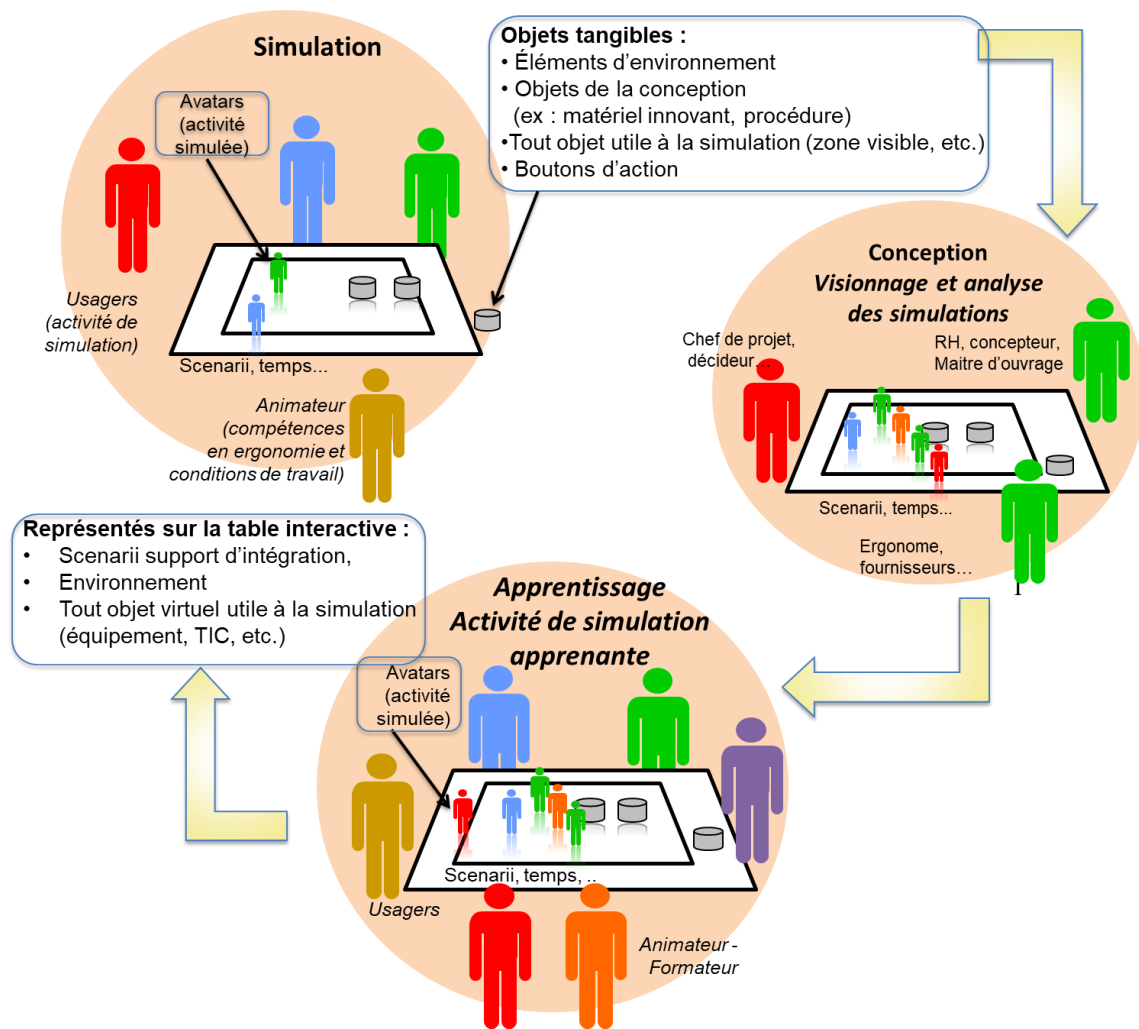 Simulation
Avatars
(activité
simulée)
Usagers
(activité de
simulation)
Scenarii, temps...
Animateur
(compétences
en ergonomie et
conditions de travail)
Objets tangibles :
• Éléments d’environnement
• Objets de la conception
(ex : matériel innovant, procédure)
•Tout objet utile à la simulation (zone visible, etc.)
• Boutons d’action
Conception
Visionnage et analyse
des simulations
Chef de projet,
décideur…
RH, concepteur,
Maitre d’ouvrage
Scenarii, temps...
Ergonome,
fournisseurs…
Représentés sur la table interactive :
• Scenarii support d’intégration,
• Environnement
• Tout objet virtuel utile à la simulation
(équipement, TIC, etc.)
Apprentissage
Activité de simulation
apprenante
Avatars
(activité
simulée)
Scenarii, temps, ..
Usagers
Animateur -
Formateur